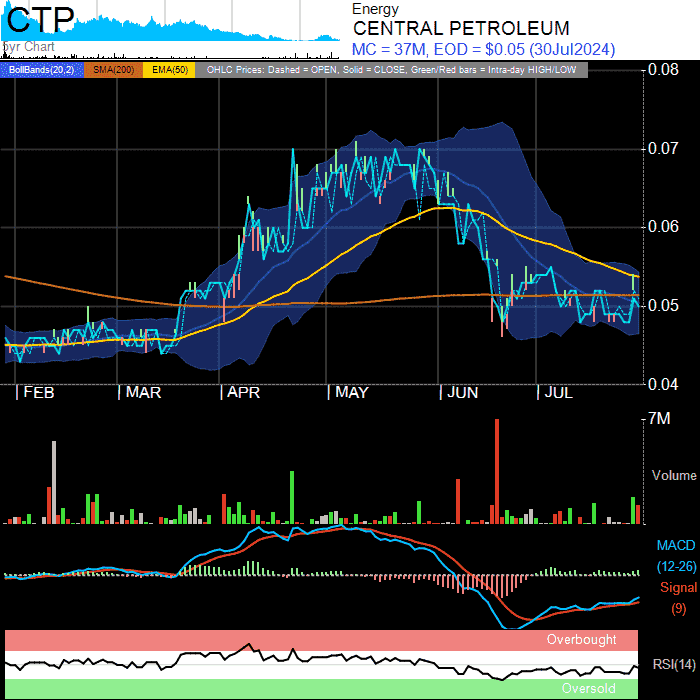 CTP
5yr Chart
Energy
CENTRAL PETROLEUM
MC = 37M, EOD = $0.05 (30Jul2024)
BollBands(20,2) SMA(200) EMA(50) OHLC Prices: Dashed = OPEN, Solid = CLOSE, Green/Red bars = Intra-day HIGH/LOW
0.08
0.07
0.06
0.05
0.04
FEB MAR APR MAY JUN JUL
7M
Volume
MACD
(12-26)
Signal
(9)
Overbought
RSI(14)
Oversold